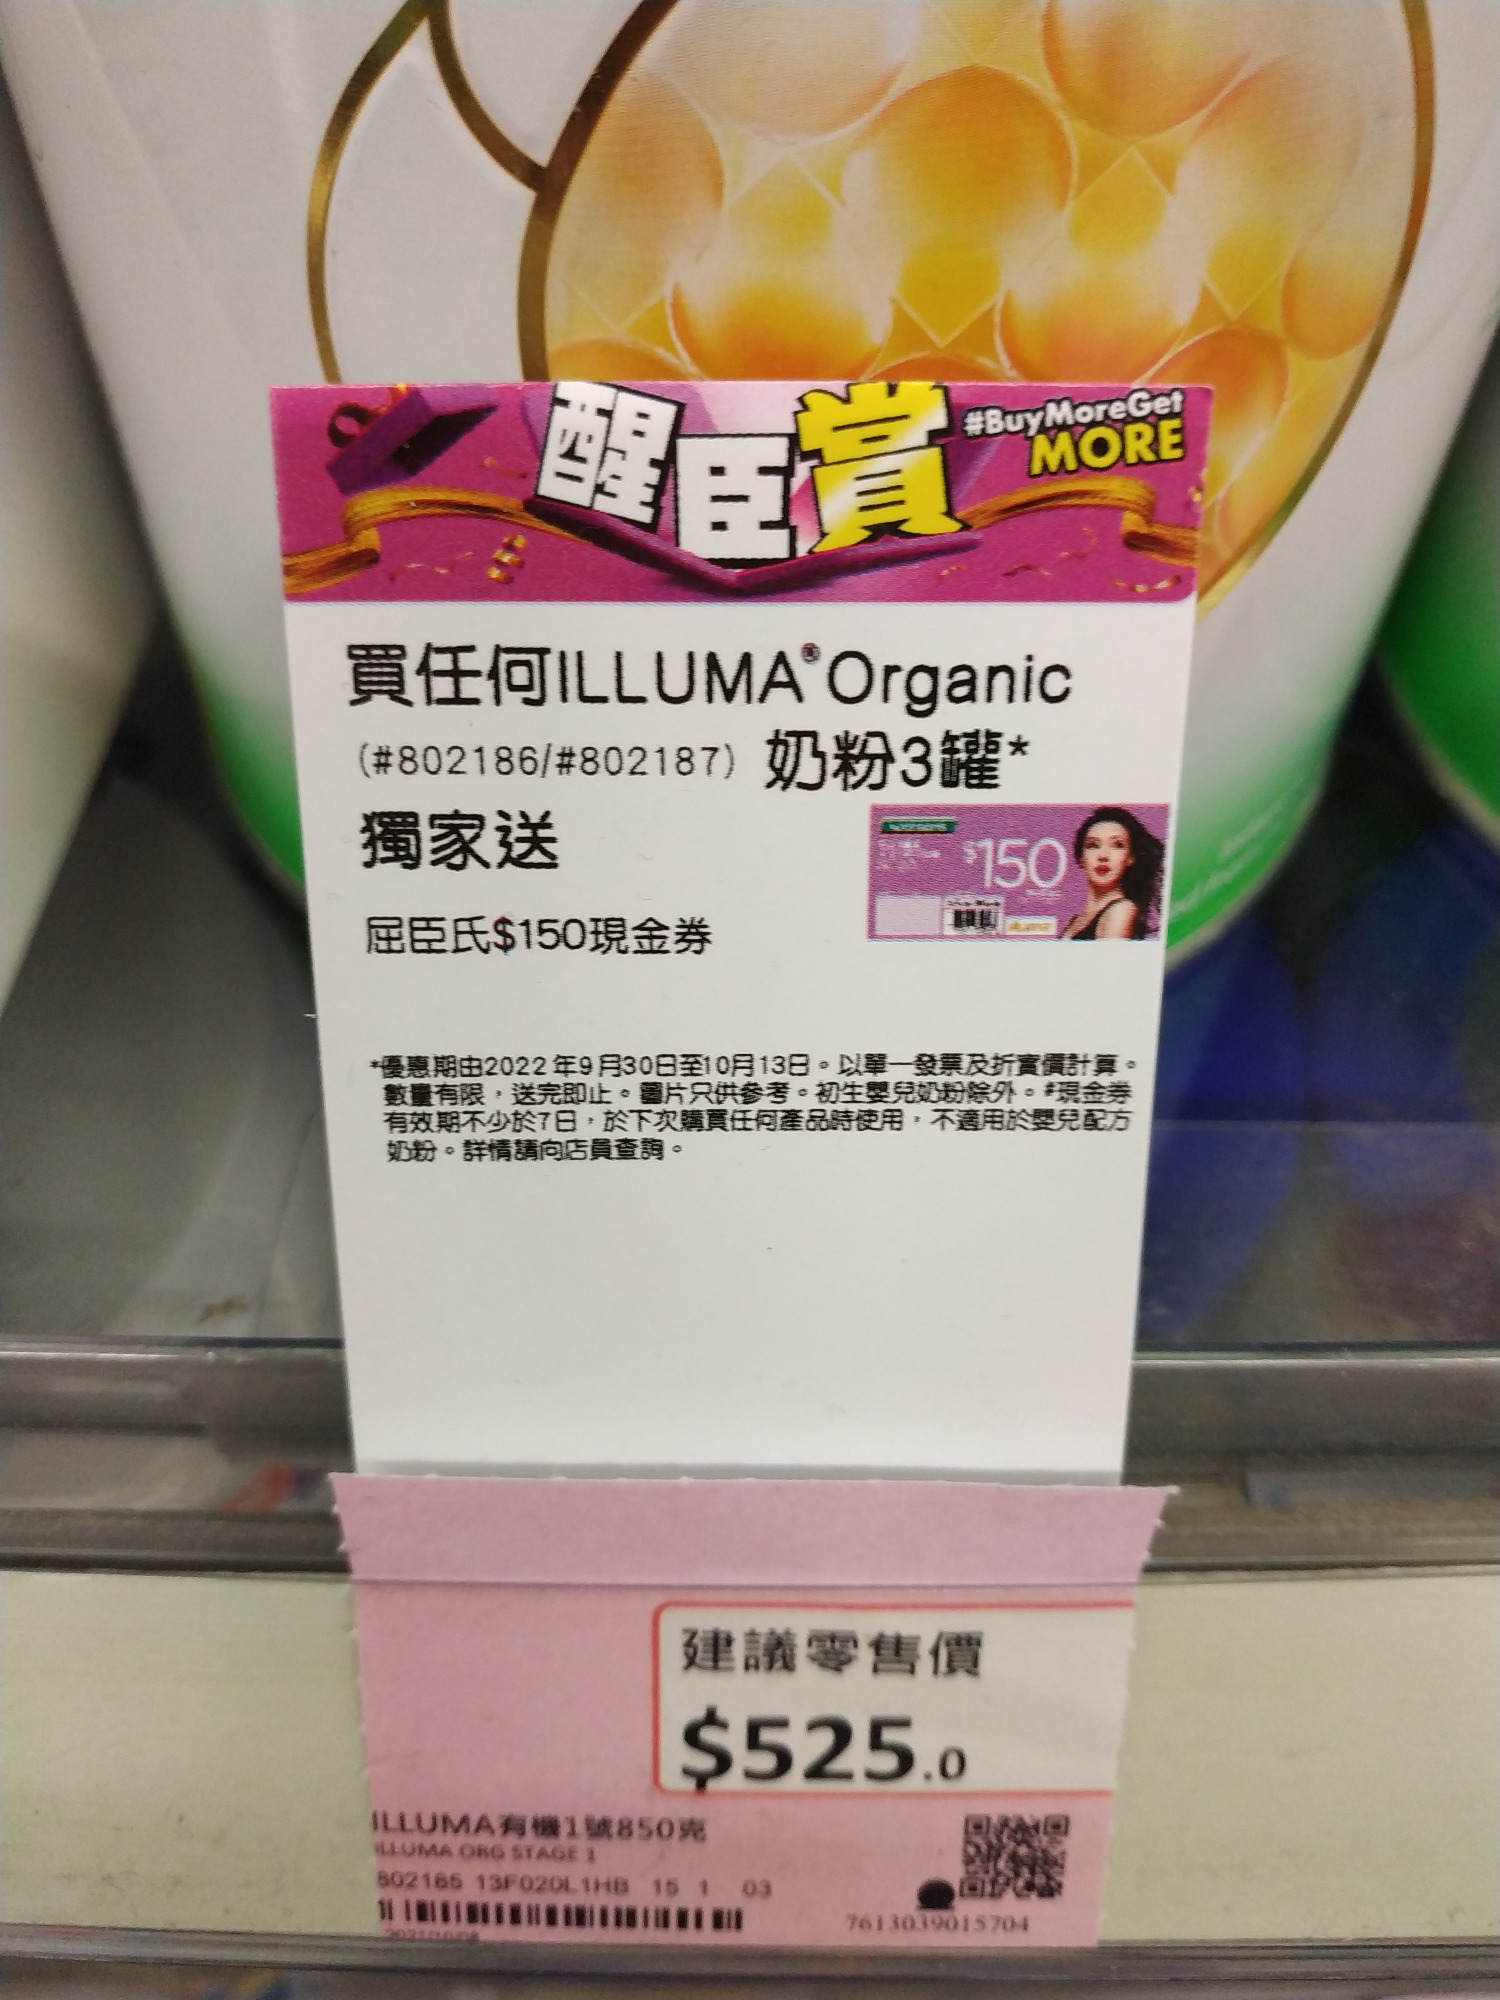 醒臣賞
#BuyMoreGet
MORE
買任何ILLUMA®Organic
(#802186/#802187) 奶粉3罐*
獨家送
$150
屈臣氏$150現金券
*優惠期由2022年9月30日至10月13日。以單一發票及折實價計算。
數量有限，送完即止。圖片只供參考。初生嬰兒奶粉除外。#現金券
有效期不少於7日，於下次購買任何產品時使用，不適用於嬰兒配方
奶粉。詳情請向店員查詢。
建議零售價
$525.0
ILLUMA有機1號850克
ILLUMA ORG STAGE 1
802185 13F020L1HB 15 1 03
7613039015704